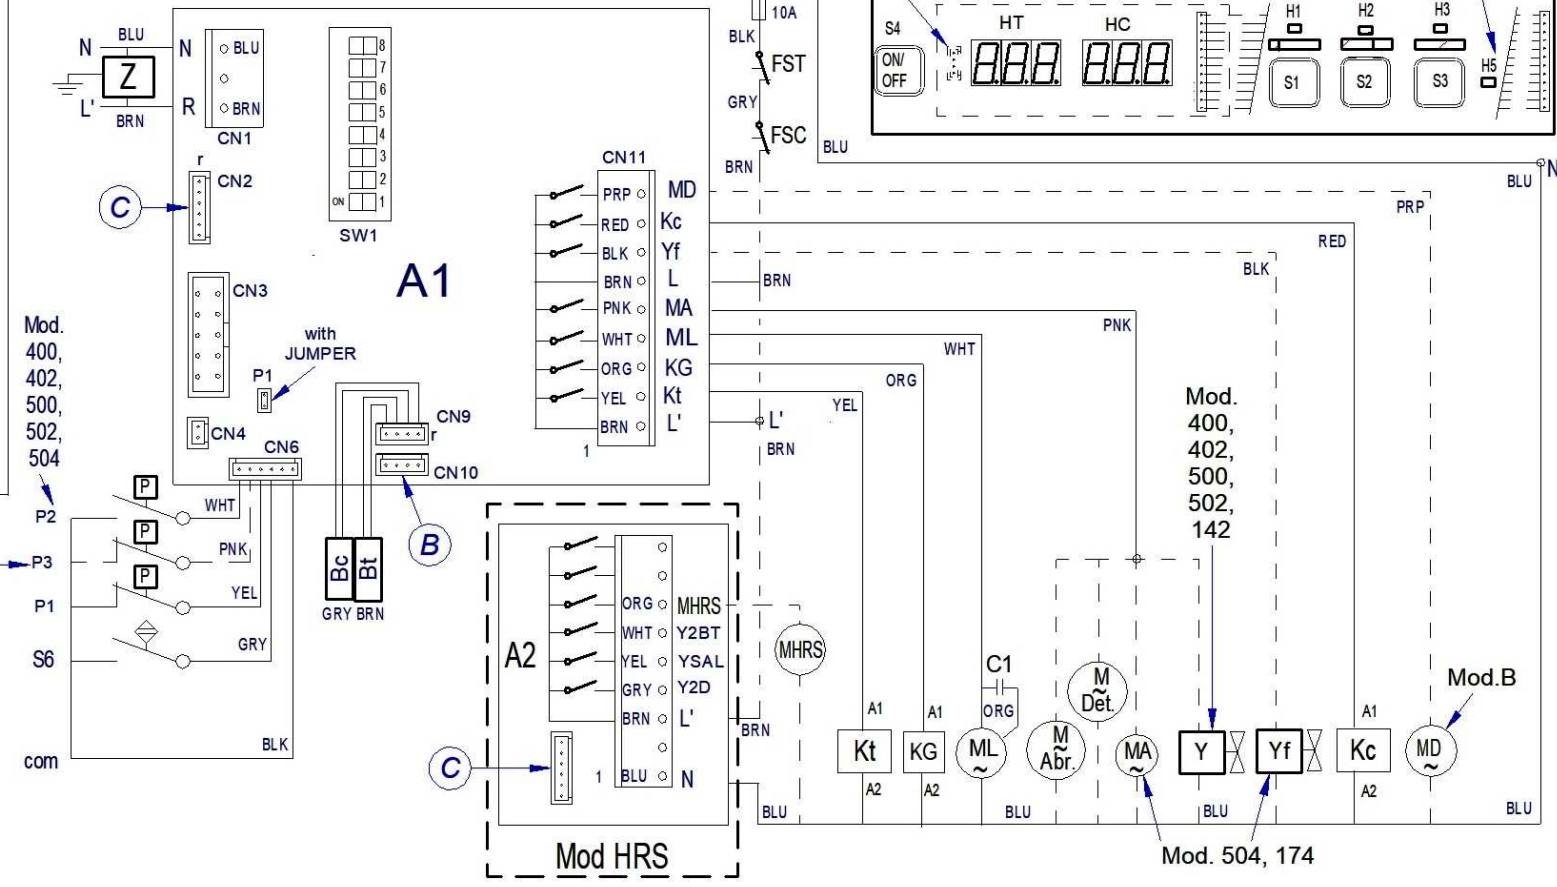 BLU
N
N
Z
L'
R
BRN
BLU
BRN
CN1
r
CN2
C
8
7
6
5
4
3
2
ON
1
SW1
A1
CN3
Mod.
400,
402,
500,
502,
504
with
JUMPER
P1
CN4
CN6
CN9
r
CN10
B
P2
P
WHT
P3
P
PNK
P1
P
YEL
S6
GRY
com
BLK
Bc
Bt
GRY BRN
CN11
PRP
MD
RED
Kc
BLK
Yf
BRN
L
PNK
MA
WHT
ML
ORG
KG
YEL
Kt
BRN
L'
1
10A
BLK
FST
GRY
FSC
BRN
BRN
L'
BRN
S4
ON/
OFF
HT
HC
H1
H2
H3
S1
S2
S3
H5
BLU
N
BLU
PRP
RED
BLK
PNK
WHT
ORG
YEL
Mod.
400,
402,
500,
502,
142
A2
ORG
MHRS
WHT
Y2BT
YEL
YSAL
GRY
Y2D
BRN
L'
BRN
1
BLU
N
C
Mod HRS
MHRS
BLU
A1
Kt
A2
A1
KG
A2
C1
ORG
ML
~
BLU
M
~
Abr.
M
~
Det.
MA
~
Y
BLU
Yf
A1
Kc
A2
Mod.B
MD
~
BLU
Mod. 504, 174